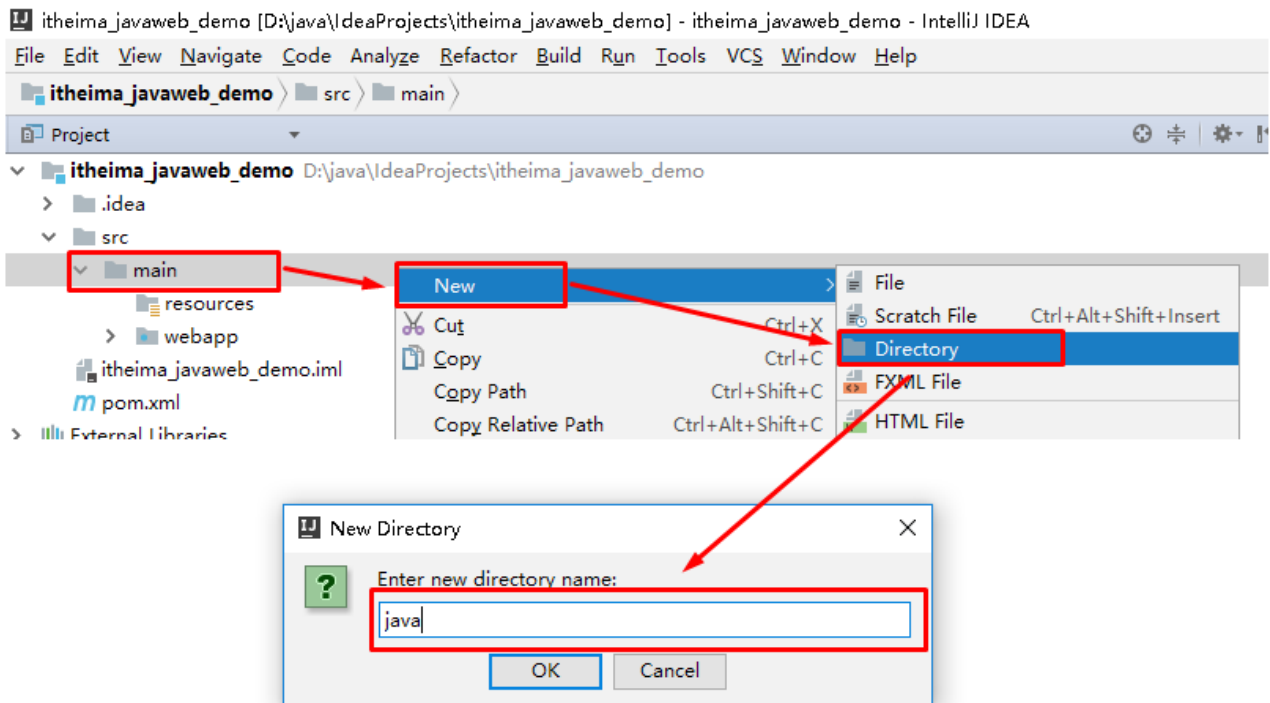 itheima_javaweb_demo [D:\java\IdeaProjects\itheima_javaweb_demo] - itheima_javaweb_demo - IntelliJ IDEA
File Edit View Navigate Code Analyze Refactor Build Run Tools VCS Window Help
itheima_javaweb_demo src main
Project
itheima_javaweb_demo D:\java\IdeaProjects\itheima_javaweb_demo
.idea
src
main
resources
webapp
itheima_javaweb_demo.iml
pom.xml
External Libraries
New
Cut Ctrl+X
Copy Ctrl+C
Copy Path Ctrl+Shift+C
Copy Relative Path Ctrl+Alt+Shift+C
File
Scratch File Ctrl+Alt+Shift+Insert
Directory
FXML File
HTML File
New Directory
Enter new directory name:
java
OK Cancel